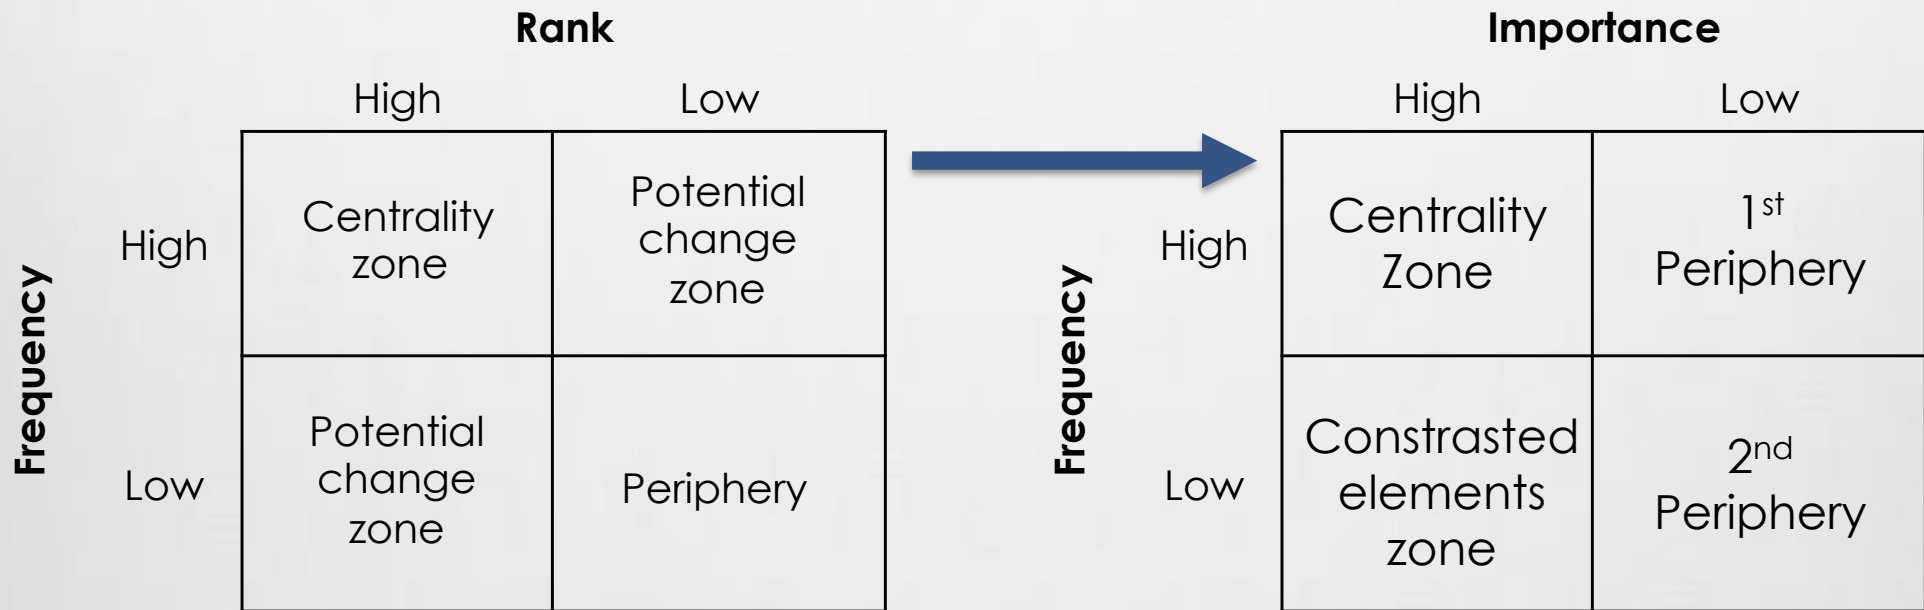 Rank
High Low
Frequency
High
Centrality
zone
Potential
change
zone
Low
Potential
change
zone
Periphery
Importance
High Low
Frequency
High
Centrality
Zone
1st
Periphery
Low
Constrasted
elements
zone
2nd
Periphery